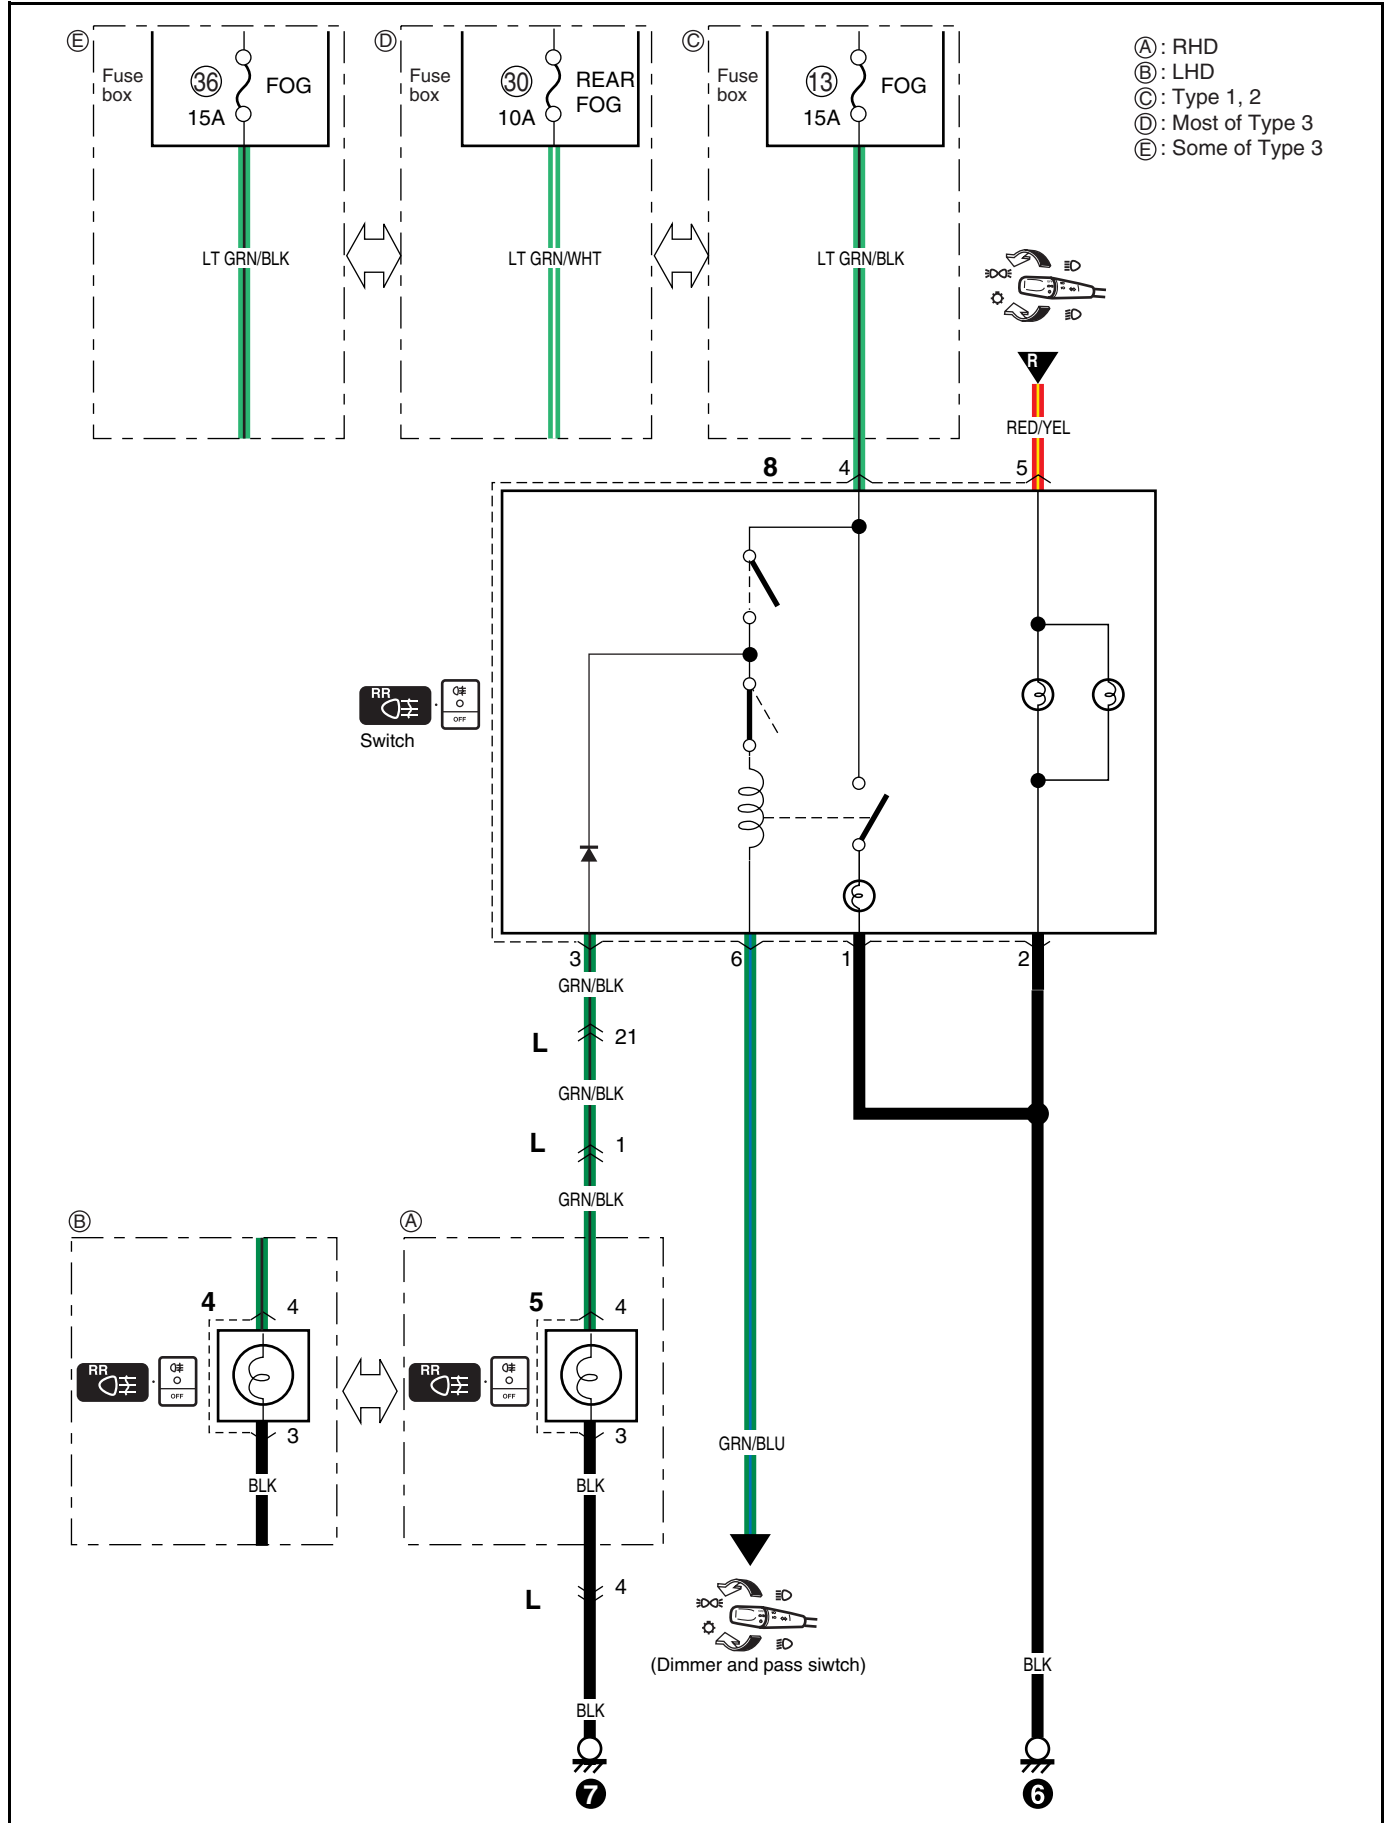 Ⓔ
Fuse box
36
15A
FOG
LT GRN/BLK
Ⓓ
Fuse box
30
10A
REAR FOG
LT GRN/WHT
Ⓒ
Fuse box
13
15A
FOG
LT GRN/BLK
Ⓐ: RHD
Ⓑ: LHD
Ⓒ: Type 1, 2
Ⓓ: Most of Type 3
Ⓔ: Some of Type 3
R
RED/YEL
8
4
5
RR
OFF
Switch
3
6
1
2
GRN/BLK
L
21
GRN/BLK
L
1
GRN/BLK
Ⓑ
4
4
RR
OFF
3
BLK
Ⓐ
5
4
RR
OFF
3
BLK
GRN/BLU
L
4
(Dimmer and pass siwtch)
BLK
BLK
7
6